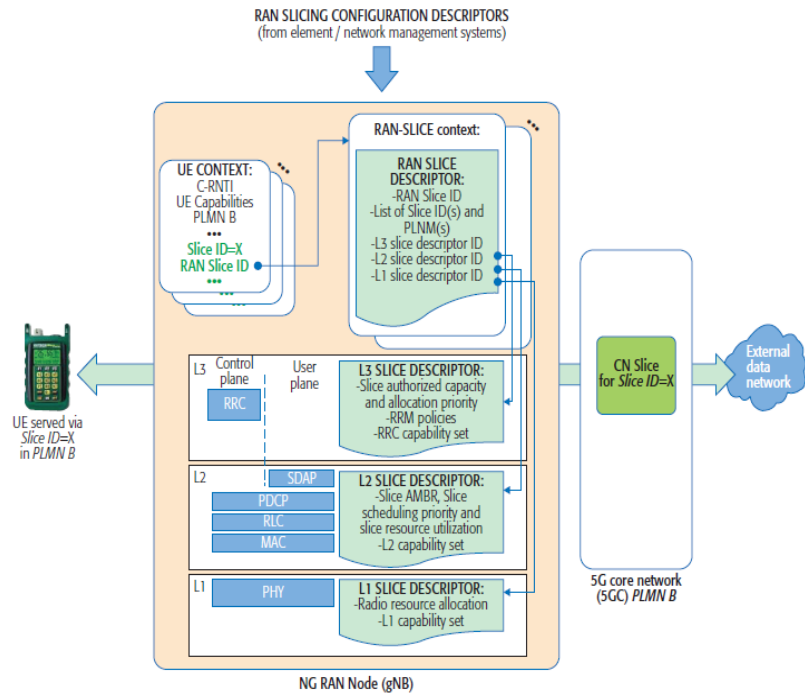 RAN SLICING CONFIGURATION DESCRIPTORS
(from element / network management systems)
UE CONTEXT:
C-RNTI
UE Capabilities
PLMN B
•••
Slice ID=X
RAN Slice ID
•••
•••
•••
•••
RAN-SLICE context:
•••
RAN SLICE
DESCRIPTOR:
-RAN Slice ID
-List of Slice ID(s) and
PLNM(s)
-L3 slice descriptor ID
-L2 slice descriptor ID
-L1 slice descriptor ID
L3
Control
plane
User
plane
RRC
L3 SLICE DESCRIPTOR:
-Slice authorized capacity
and allocation priority
-RRM policies
-RRC capability set
L2
SDAP
PDCP
RLC
MAC
L2 SLICE DESCRIPTOR:
-Slice AMBR, Slice
scheduling priority and
slice resource utilization
-L2 capability set
L1
PHY
L1 SLICE DESCRIPTOR:
-Radio resource allocation
-L1 capability set
NG RAN Node (gNB)
UE served via
Slice ID=X
in PLMN B
CN Slice
for Slice ID=X
5G core network
(5GC) PLMN B
External
data
network